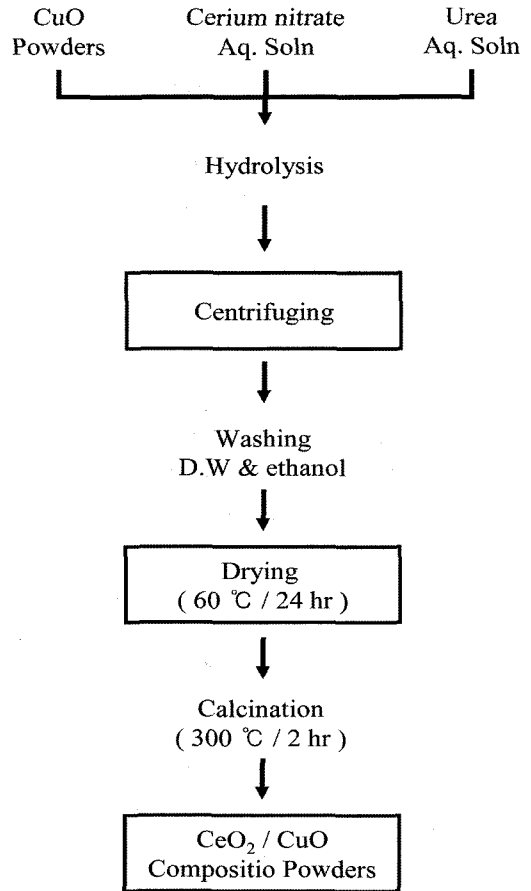 CuO Powders
Cerium nitrate Aq. Soln
Urea Aq. Soln
Hydrolysis
Centrifuging
Washing
D.W & ethanol
Drying
( 60 ℃ / 24 hr )
Calcination
( 300 ℃ / 2 hr )
CeO₂ / CuO
Compositio Powders